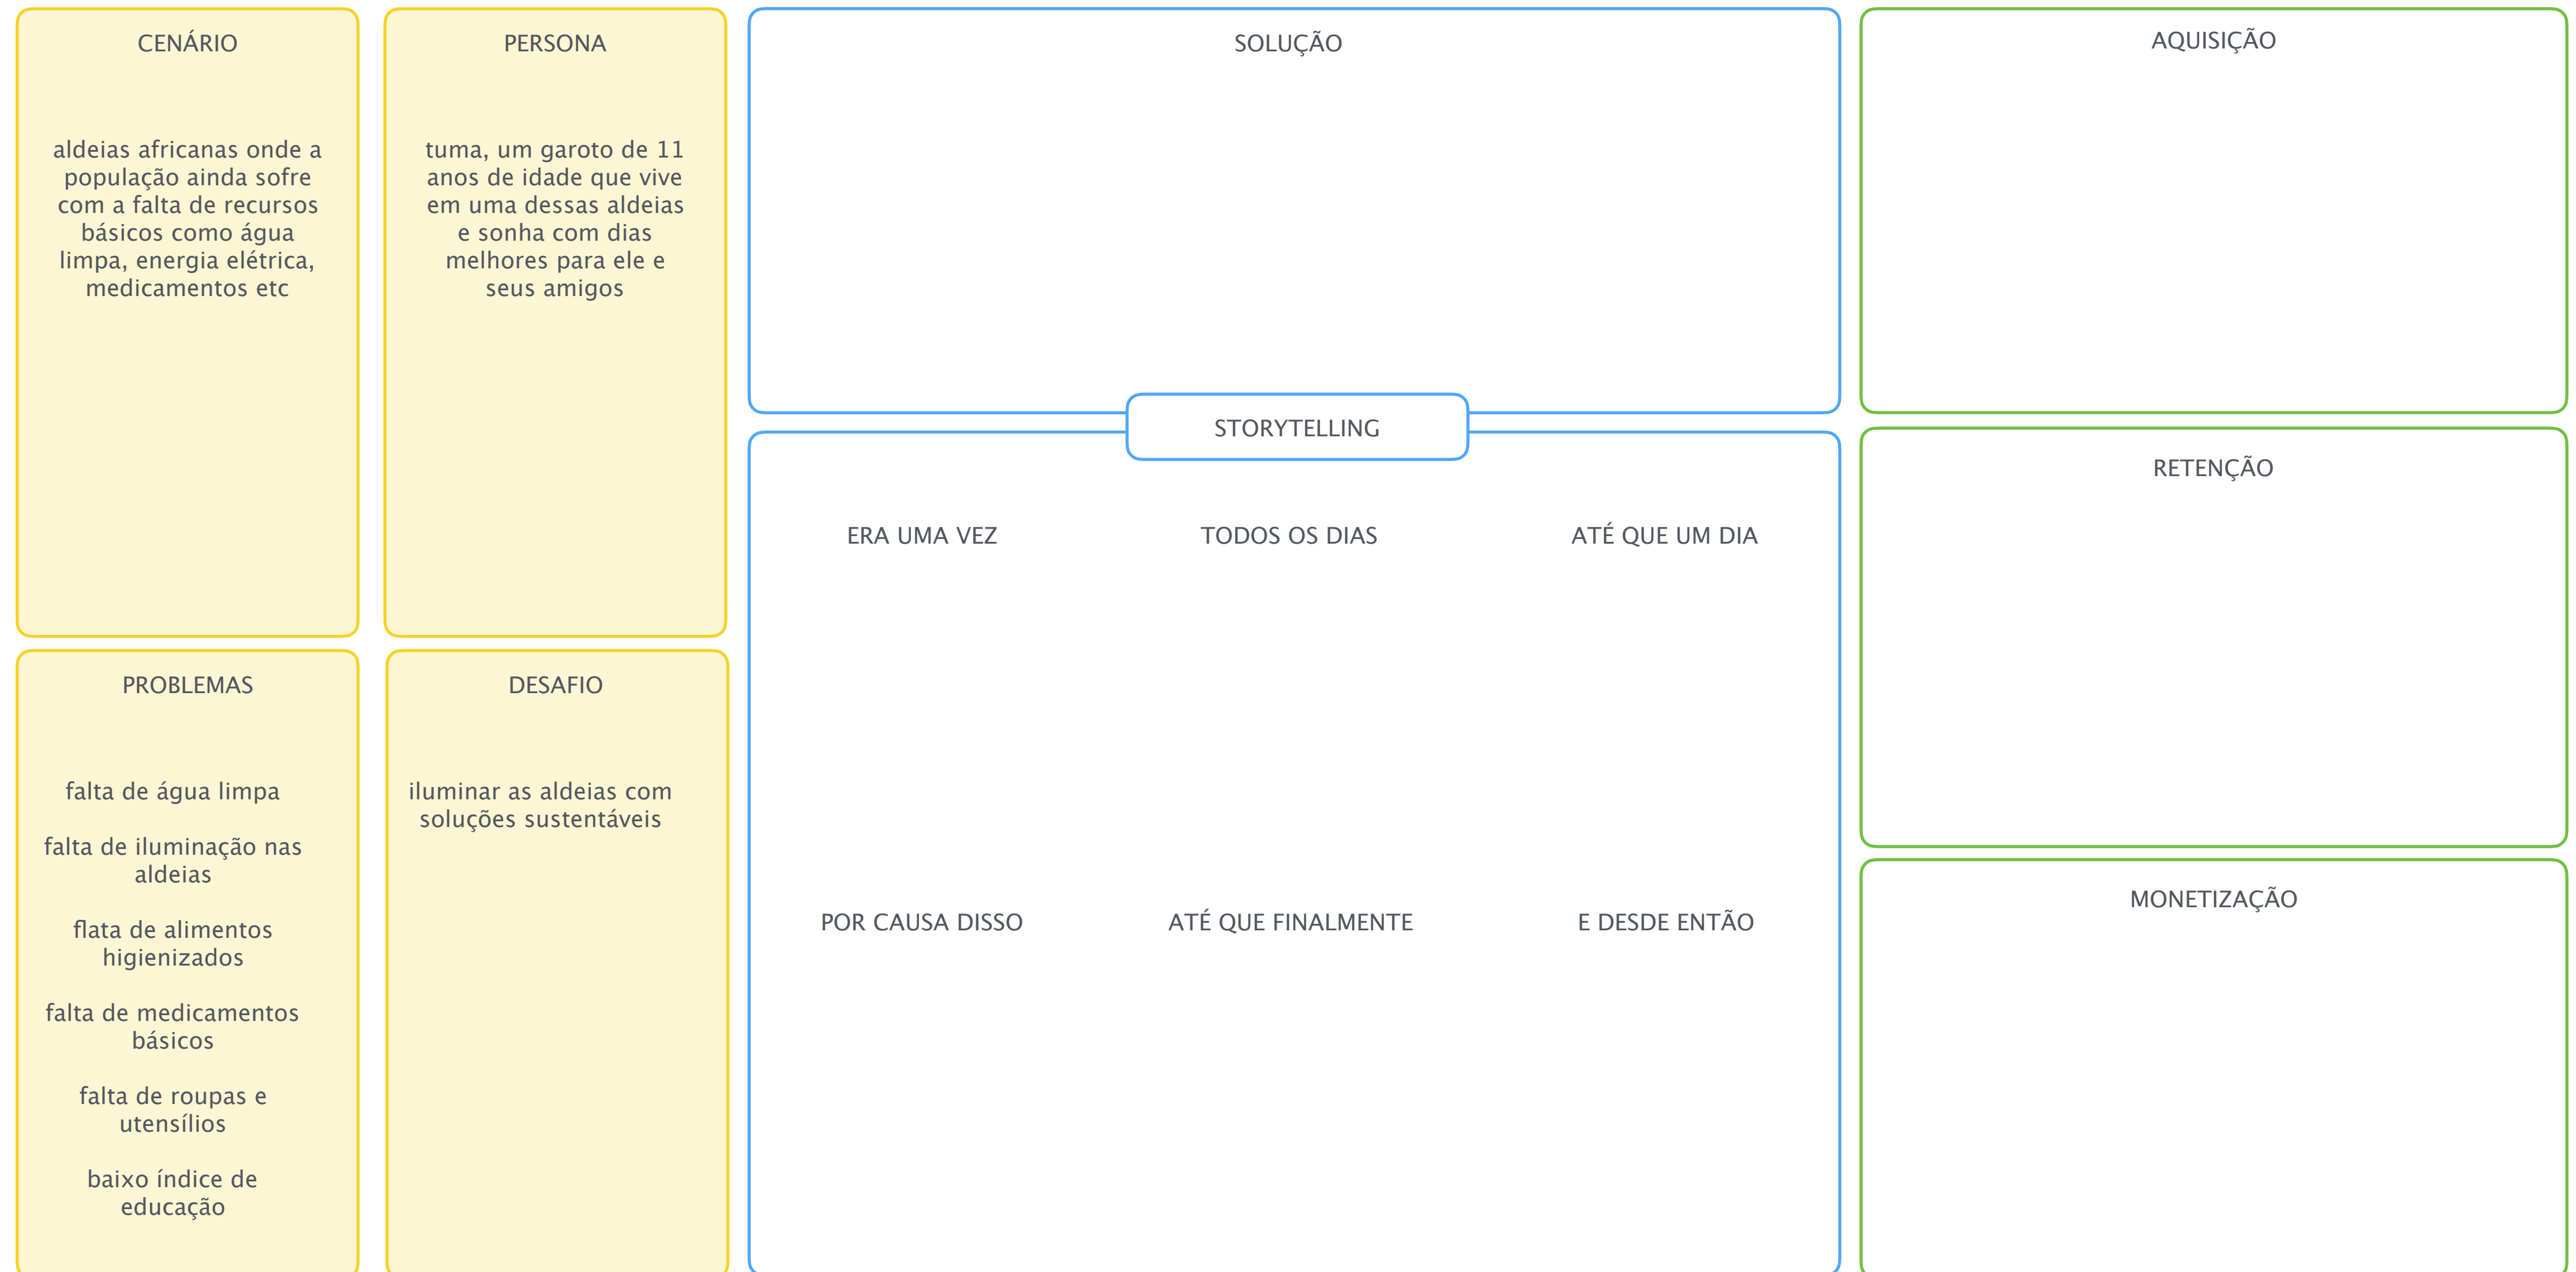 CENÁRIO
aldeias africanas onde a
população ainda sofre
com a falta de recursos
básicos como água
limpa, energia elétrica,
medicamentos etc
PERSONA
tuma, um garoto de 11
anos de idade que vive
em uma dessas aldeias
e sonha com dias
melhores para ele e
seus amigos
PROBLEMAS
falta de água limpa
falta de iluminação nas
aldeias
flata de alimentos
higienizados
falta de medicamentos
básicos
falta de roupas e
utensílios
baixo índice de
educação
DESAFIO
iluminar as aldeias com
soluções sustentáveis
SOLUÇÃO
STORYTELLING
ERA UMA VEZ
TODOS OS DIAS
ATÉ QUE UM DIA
POR CAUSA DISSO
ATÉ QUE FINALMENTE
E DESDE ENTÃO
AQUISIÇÃO
RETENÇÃO
MONETIZAÇÃO